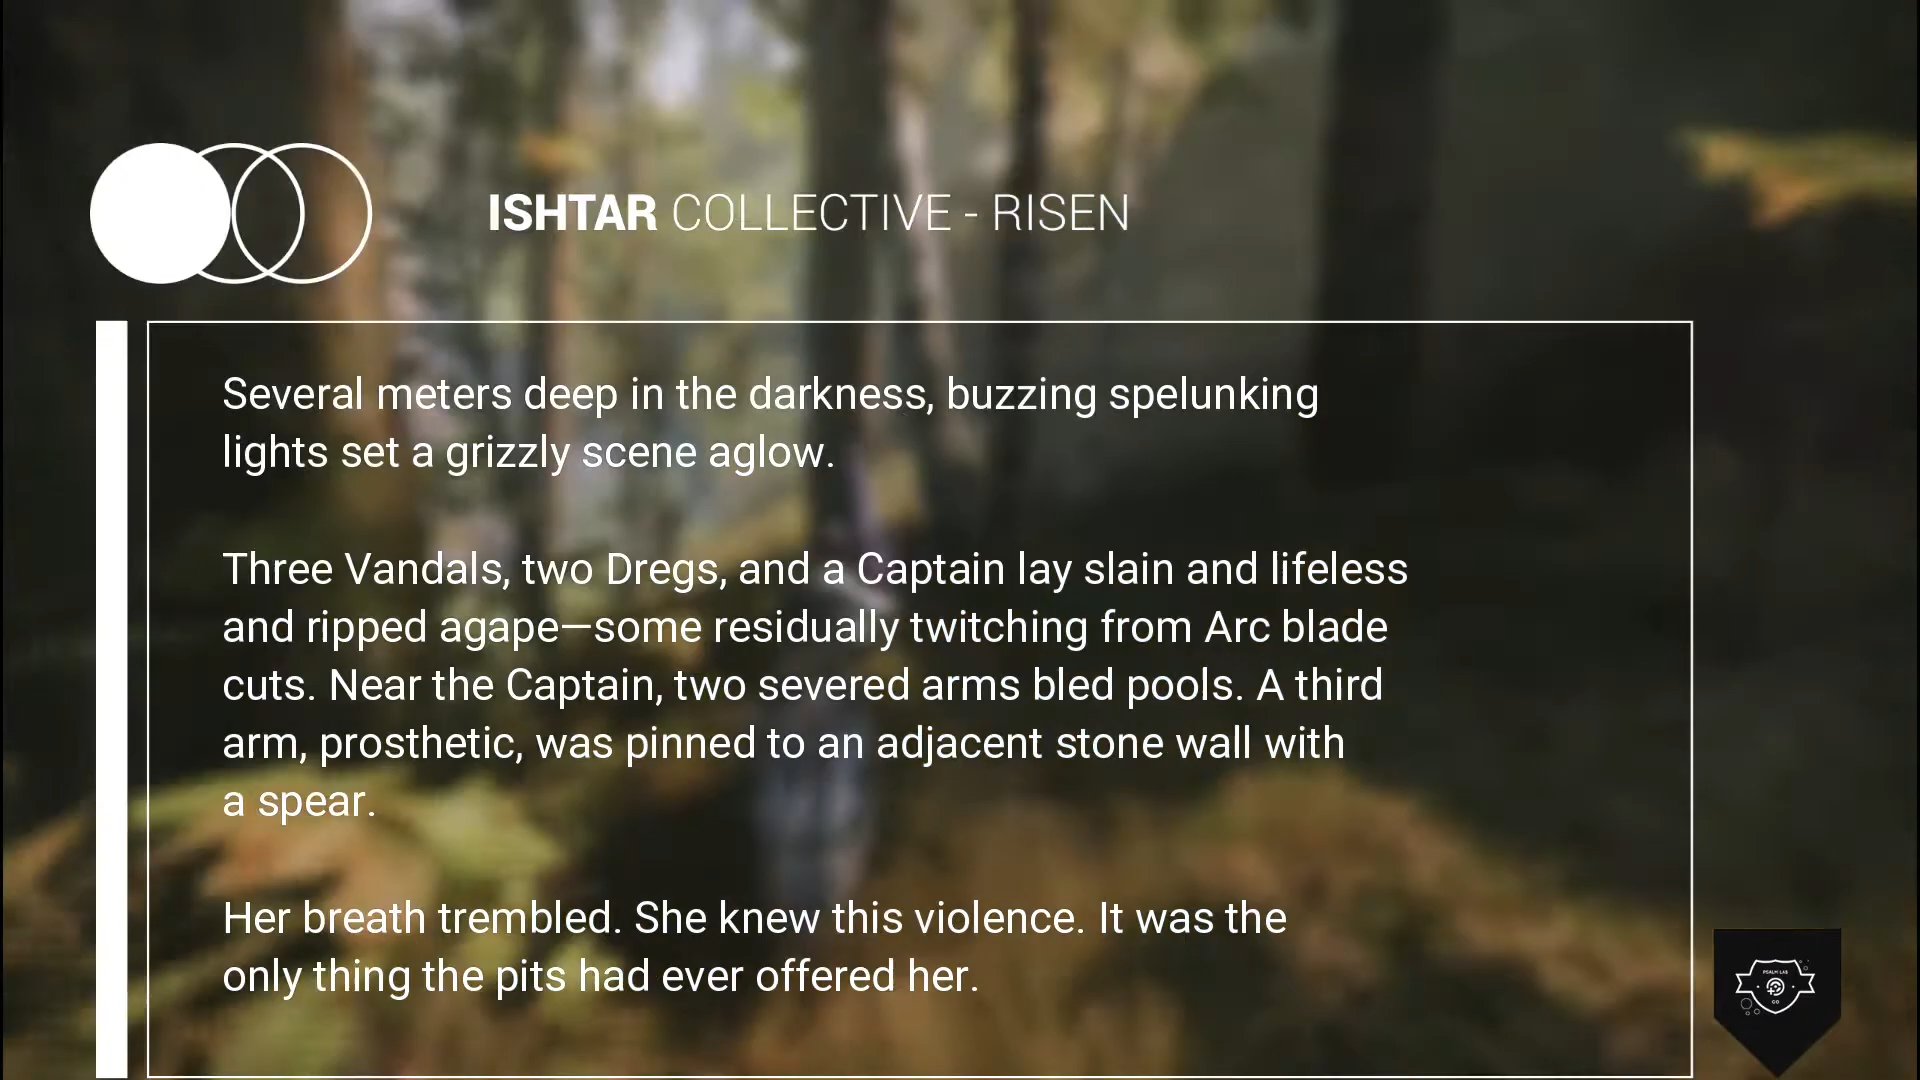 ISHTAR COLLECTIVE - RISEN
Several meters deep in the darkness, buzzing spelunking
lights set a grizzly scene aglow.
Three Vandals, two Dregs, and a Captain lay slain and lifeless
and ripped agape—some residually twitching from Arc blade
cuts. Near the Captain, two severed arms bled pools. A third
arm, prosthetic, was pinned to an adjacent stone wall with
a spear.
Her breath trembled. She knew this violence. It was the
only thing the pits had ever offered her.
PSALM LAB
CO